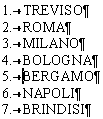 1.→TREVISO¶
2.→ROMA¶
3.→MILANO¶
4.→BOLOGNA¶
5.→BERGAMO¶
6.→NAPOLI¶
7.→BRINDISI¶